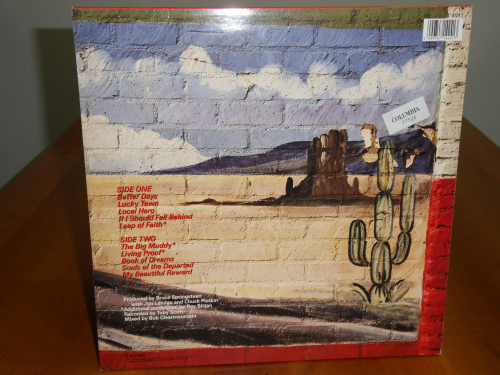 COLUMBIA
SIDE ONE
Better Days
Lucky Town
Local Hero
If I Should Fall Behind
Leap of Faith*
SIDE TWO
The Big Muddy*
Living Proof*
Book of Dreams
Souls of the Departed
My Beautiful Reward
Produced by Bruce Springsteen
with Jon Landau and Chuck Plotkin
*Additional production by Roy Bittan
Recorded by Toby Scott
Mixed by Bob Clearmountain